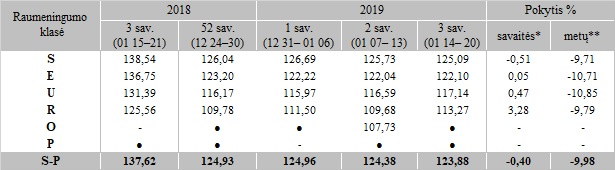 Raumeningumo klasė 2018 2019 Pokytis %
3 sav. (01 15–21) 52 sav. (12 24–30) 1 sav. (12 31– 01 06) 2 sav. (01 07– 13) 3 sav. (01 14– 20) savaitės* metų**
S 138,54 126,04 126,69 125,73 125,09 -0,51 -9,71
E 136,75 123,20 122,22 122,04 122,10 0,05 -10,71
U 131,39 116,17 115,97 116,59 117,14 0,47 -10,85
R 125,56 109,78 111,50 109,68 113,27 3,28 -9,79
O - ● ● 107,73 ● - -
P ● ● - ● ● - -
S-P 137,62 124,93 124,96 124,38 123,88 -0,40 -9,98